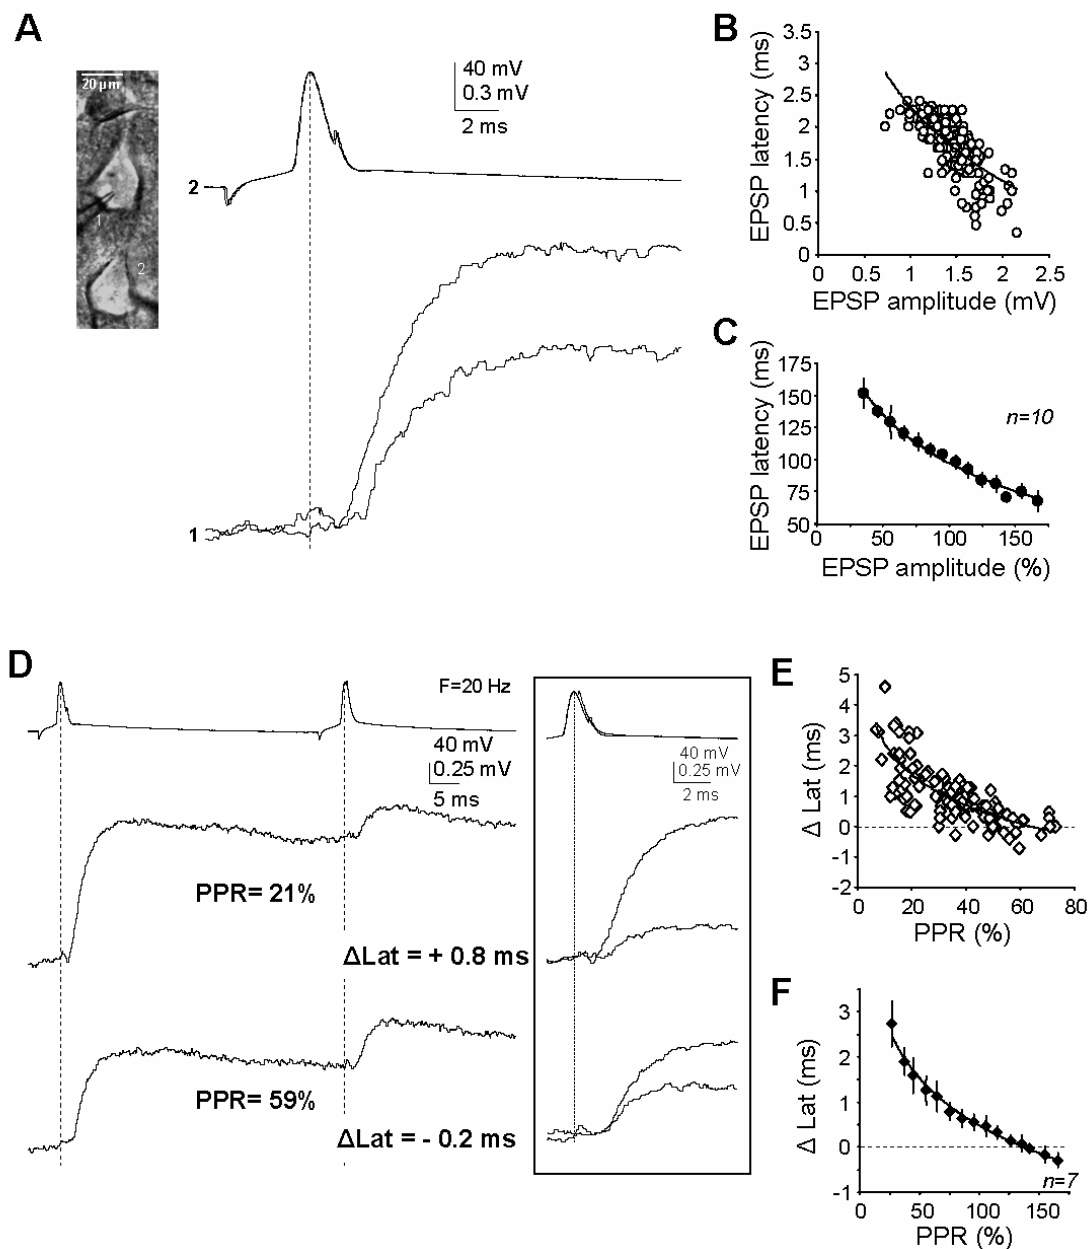 A
20 µm
1
2
40 mV
0.3 mV
2 ms
2
1
B
EPSP latency (ms)
3.5
3
2.5
2
1.5
1
0.5
0
0
0.5
1
1.5
2
2.5
EPSP amplitude (mV)
C
EPSP latency (ms)
175
150
125
100
75
50
n=10
0
50
100
150
EPSP amplitude (%)
D
F=20 Hz
40 mV
0.25 mV
5 ms
PPR= 21%
ΔLat = + 0.8 ms
PPR= 59%
ΔLat = - 0.2 ms
40 mV
0.25 mV
2 ms
E
Δ Lat (ms)
5
4
3
2
1
0
-1
-2
0
20
40
60
80
PPR (%)
F
Δ Lat (ms)
3
2
1
0
-1
n=7
0
50
100
150
PPR (%)